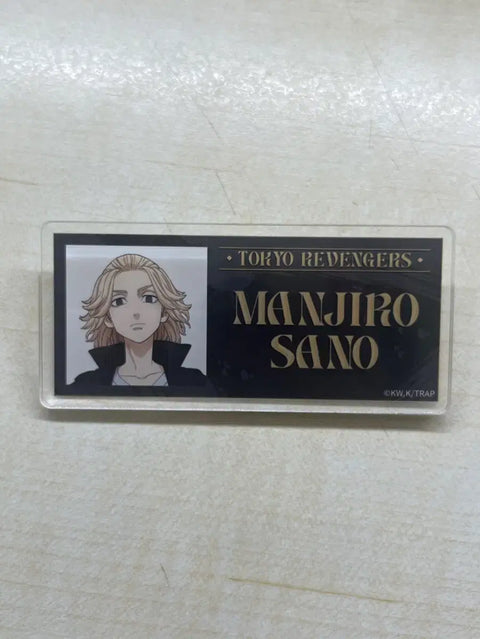 • TOKYO REVENGERS •
MANJIRO
SANO
©KW,K/TRAP